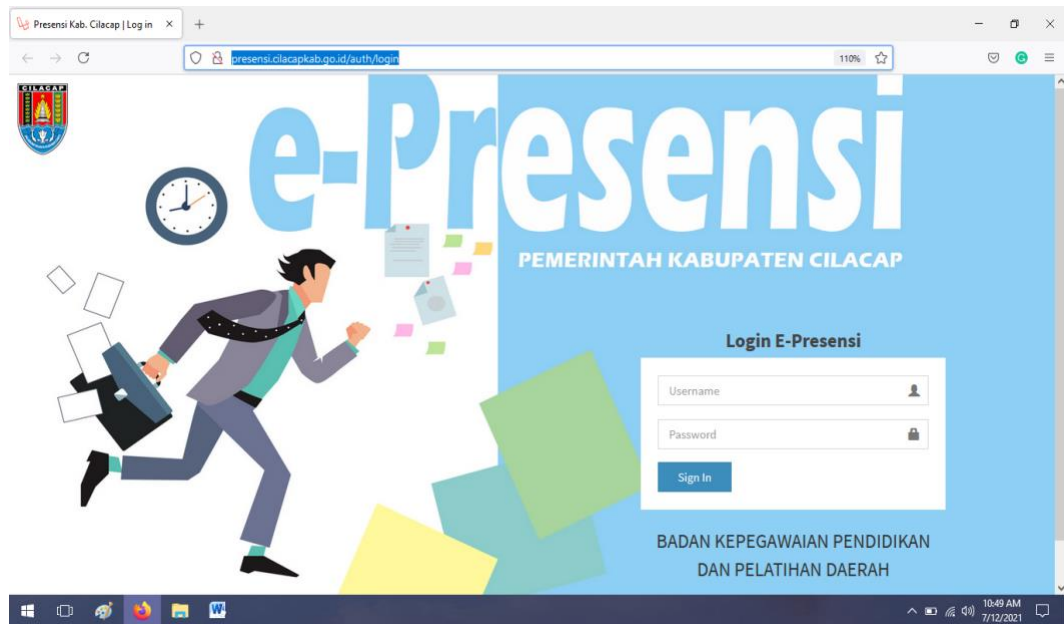 Presensi Kab. Cilacap | Log in
presensi.cilacapkab.go.id/auth/login
110%
CILACAP
e-Presensi
PEMERINTAH KABUPATEN CILACAP
Login E-Presensi
Username
Password
Sign In
BADAN KEPEGAWAIAN PENDIDIKAN
DAN PELATIHAN DAERAH
10:49 AM
7/12/2021